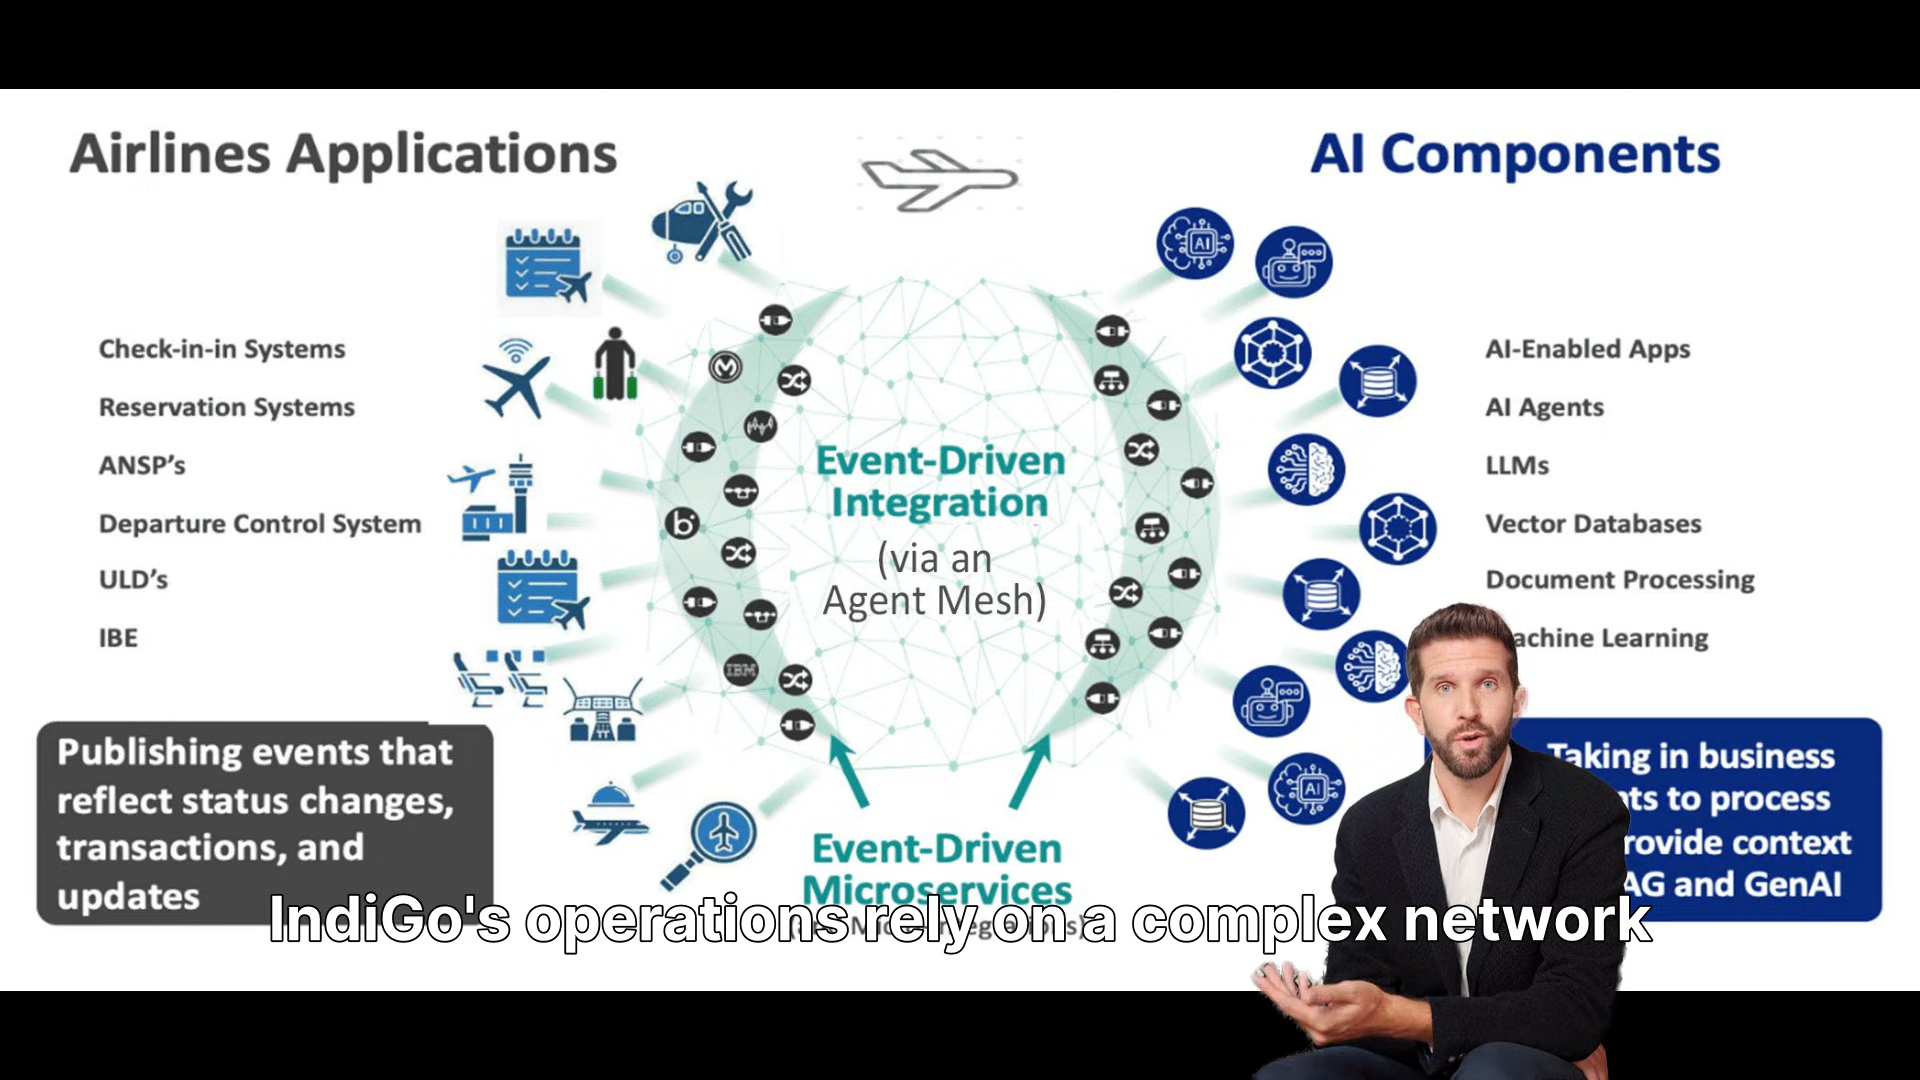 Airlines Applications
AI Components
Check-in-in Systems
Reservation Systems
ANSP’s
Departure Control System
ULD’s
IBE
Event-Driven
Integration
(via an
Agent Mesh)
AI-Enabled Apps
AI Agents
LLMs
Vector Databases
Document Processing
achine Learning
AI
IBM
AI
Publishing events that
reflect status changes,
transactions, and
updates
Event-Driven
Microservices
Taking in business
to process
context
and GenAI
IndiGo's operations rely on a complex network